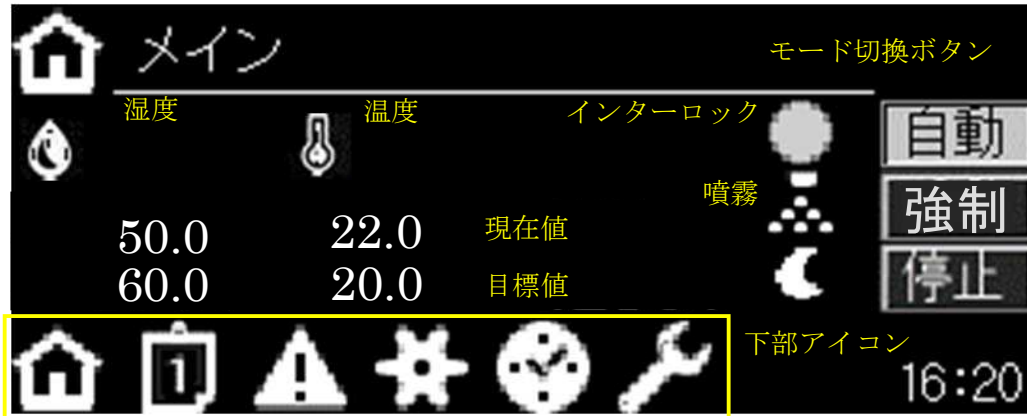 メイン
モード切換ボタン
湿度 温度 インターロック
自動
噴霧
強制
50.0 22.0 現在値
60.0 20.0 目標値
停止
1
下部アイコン
16:20